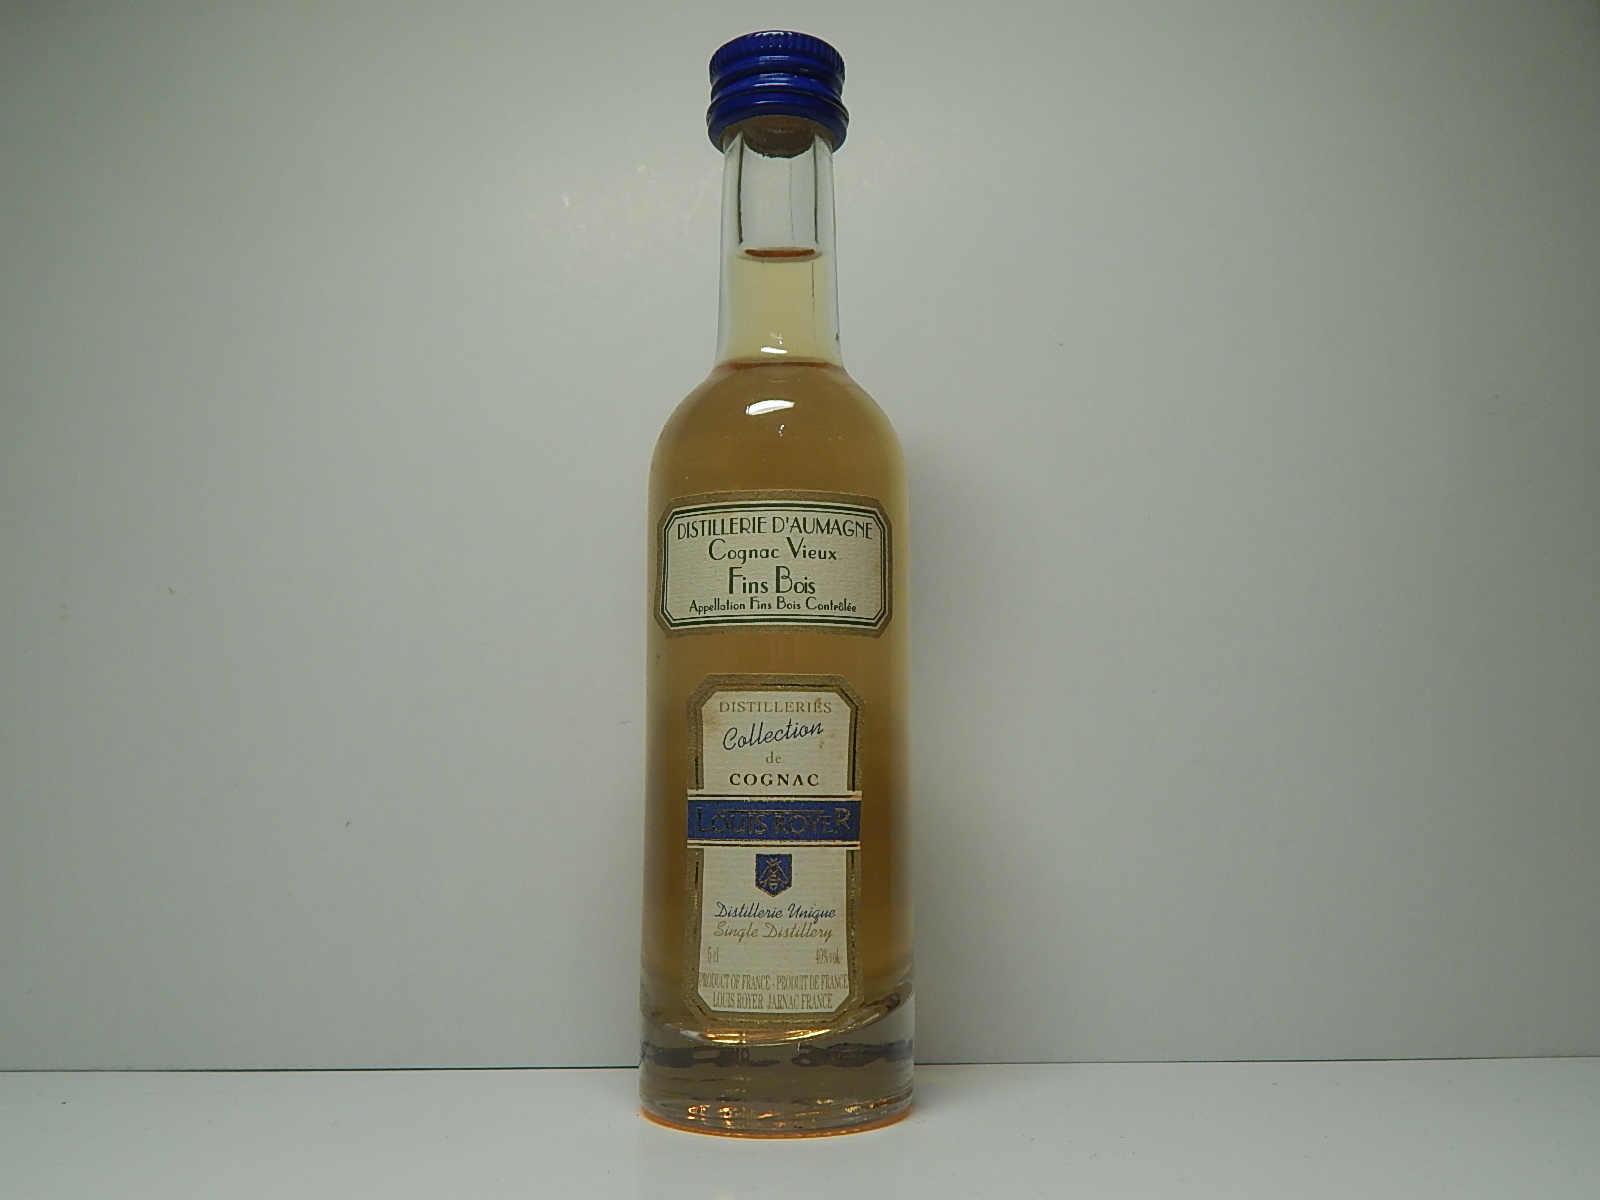 DISTILLERIE D'AUMAGNE
Cognac Vieux
Fins Bois
Appellation Fins Bois Contrôlée
DISTILLERIES
Collection
de
COGNAC
LOUIS ROYER
Distillerie Unique
Single Distillery
5 cl 40% vol.
PRODUCT OF FRANCE - PRODUIT DE FRANCE
LOUIS ROYER JARNAC FRANCE